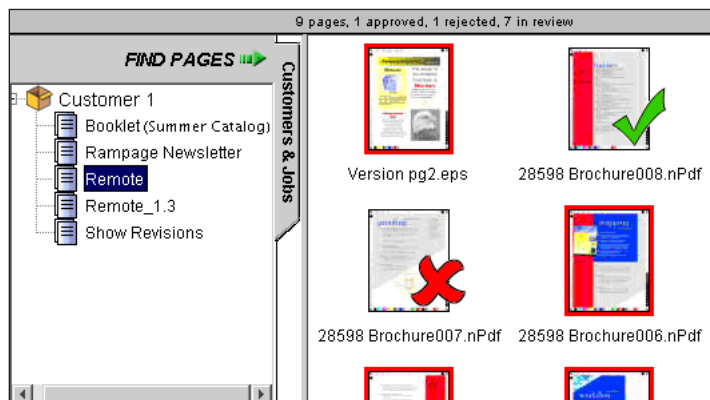 9 pages, 1 approved, 1 rejected, 7 in review
FIND PAGES
Customers & Jobs
Customer 1
Booklet (Summer Catalog)
Rampage Newsletter
Remote
Remote_1.3
Show Revisions
Version pg2.eps
28598 Brochure008.nPdf
28598 Brochure007.nPdf
28598 Brochure006.nPdf